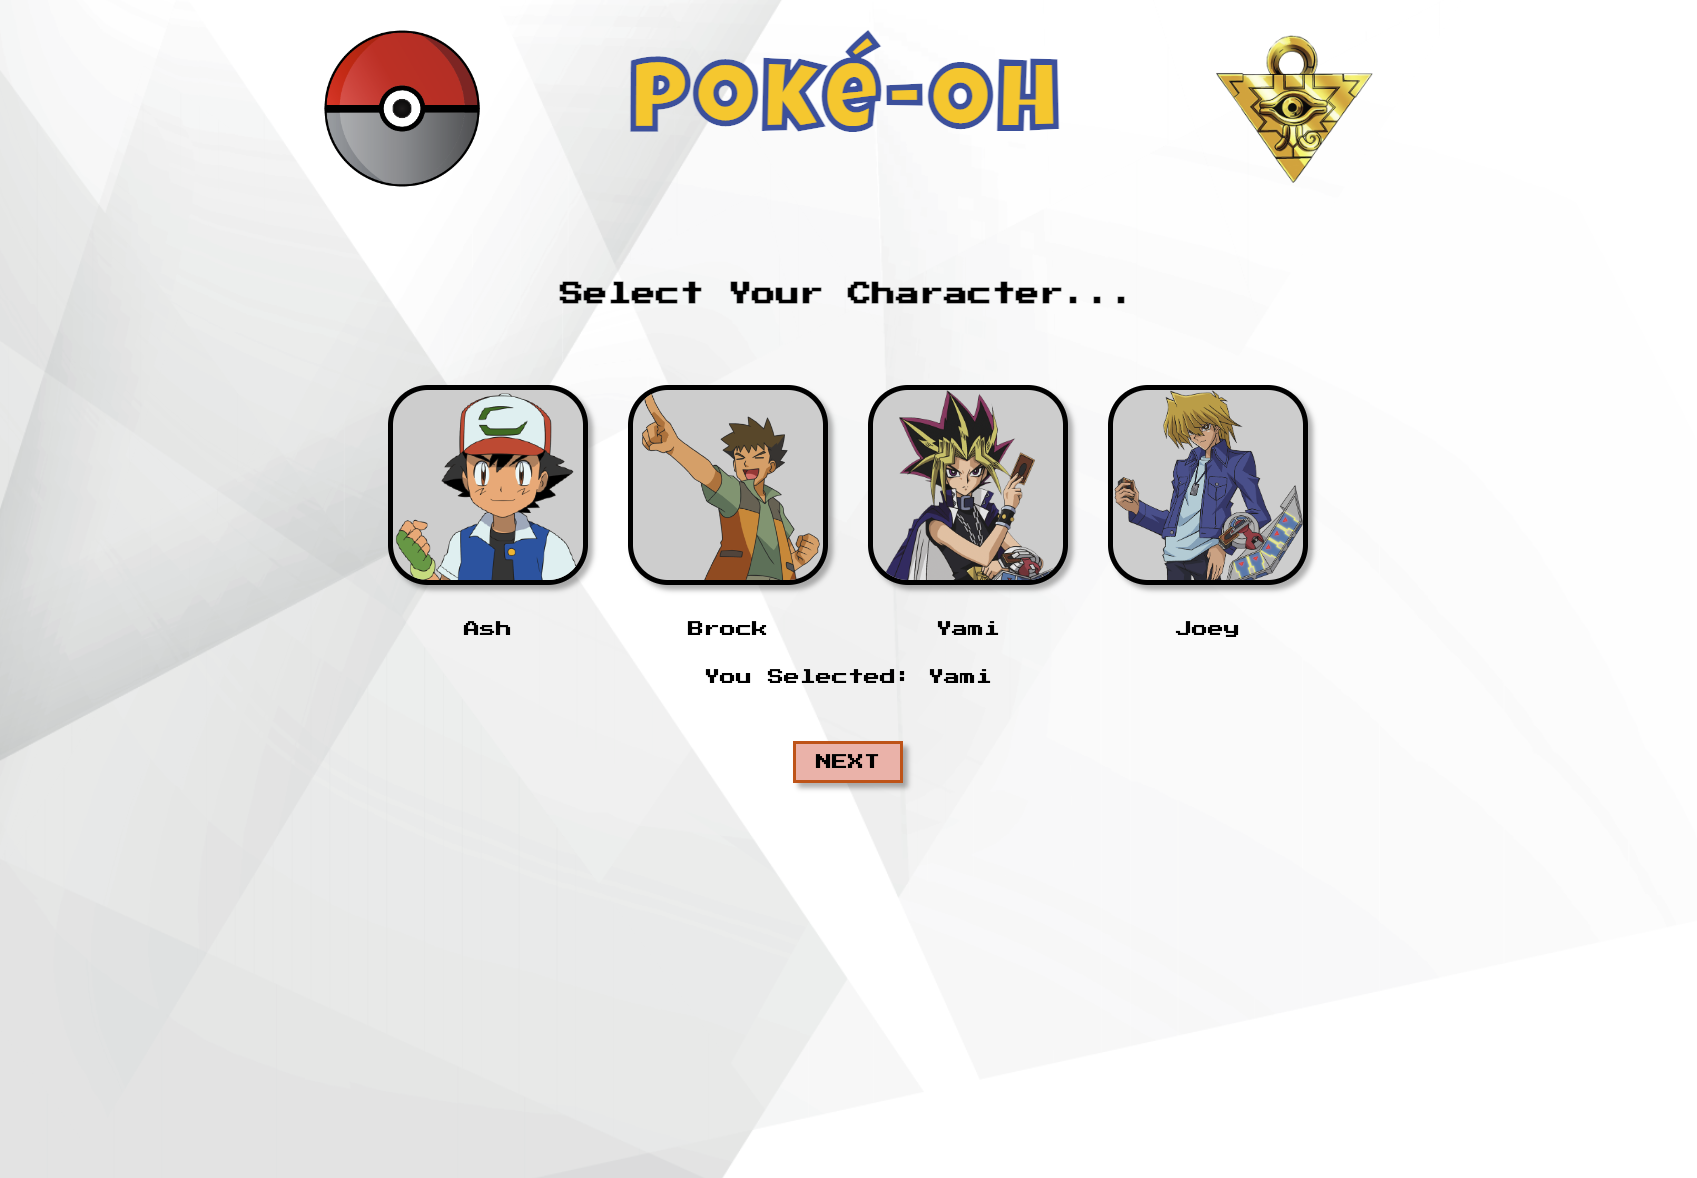 POKÉ-OH
Select Your Character...
Ash
Brock
Yami
Joey
You Selected: Yami
NEXT